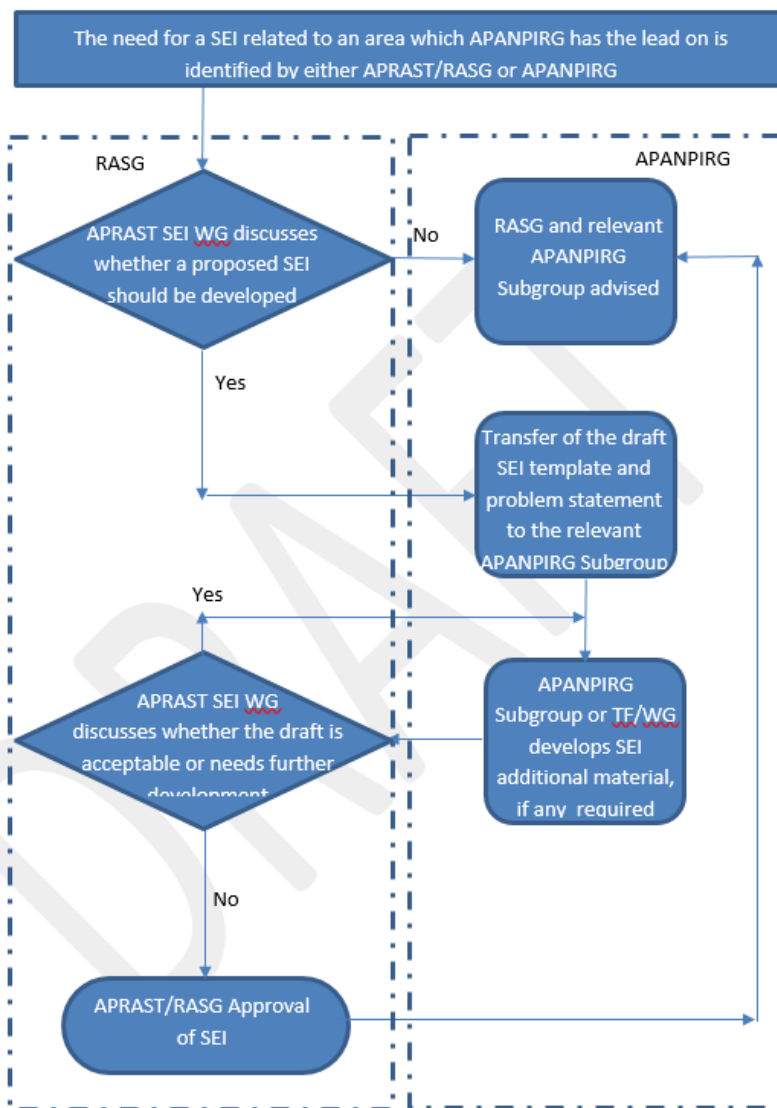 The need for a SEI related to an area which APANPIRG has the lead on is
identified by either APRAST/RASG or APANPIRG
RASG
APANPIRG
APRAST SEI WG discusses
whether a proposed SEI
should be developed
No
RASG and relevant
APANPIRG
Subgroup advised
Yes
Transfer of the draft
SEI template and
problem statement
to the relevant
APANPIRG Subgroup
Yes
APRAST SEI WG
discusses whether the draft is
acceptable or needs further
development
APANPIRG
Subgroup or TF/WG
develops SEI
additional material,
if any required
No
APRAST/RASG Approval
of SEI
DRAFT